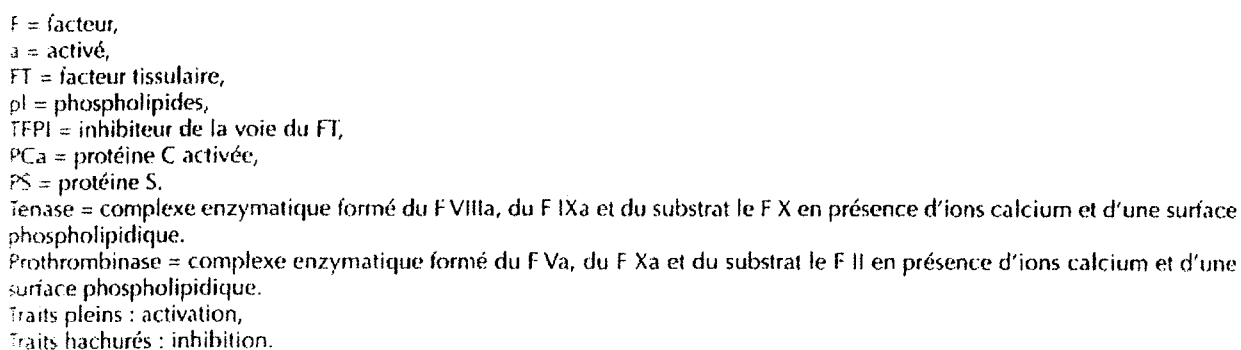 F = facteur,
a = activé,
FT = facteur tissulaire,
pl = phospholipides,
TFPI = inhibiteur de la voie du FT,
PCa = protéine C activée,
PS = protéine S.
Tenase = complexe enzymatique formé du F VIIIa, du F IXa et du substrat le F X en présence d'ions calcium et d'une surface
phospholipidique.
Prothrombinase = complexe enzymatique formé du F Va, du F Xa et du substrat le F II en présence d'ions calcium et d'une
surface phospholipidique.
Traits pleins : activation,
Traits hachurés : inhibition.